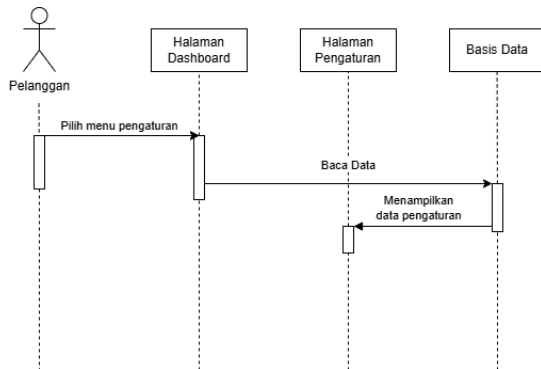 Halaman
Dashboard
Halaman
Pengaturan
Basis Data
Pelanggan
Pilih menu pengaturan
Baca Data
Menampilkan
data pengaturan